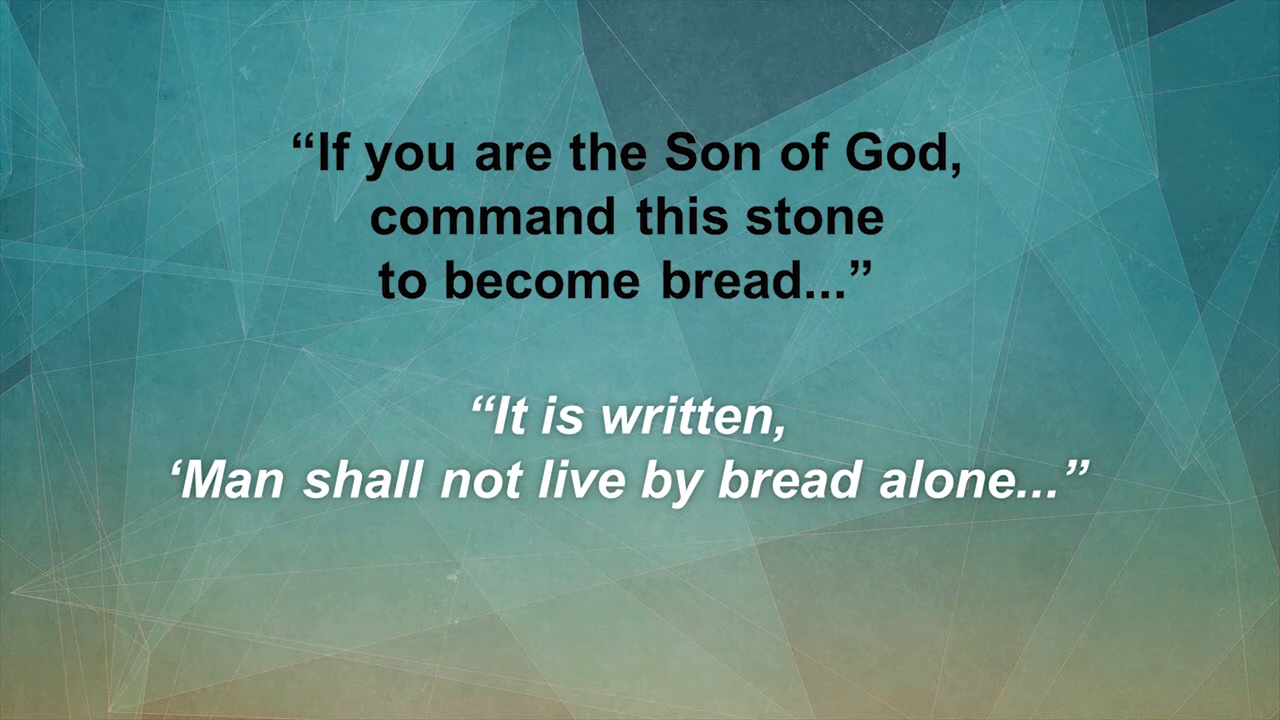 “If you are the Son of God,
command this stone
to become bread...”
“It is written,
‘Man shall not live by bread alone...”